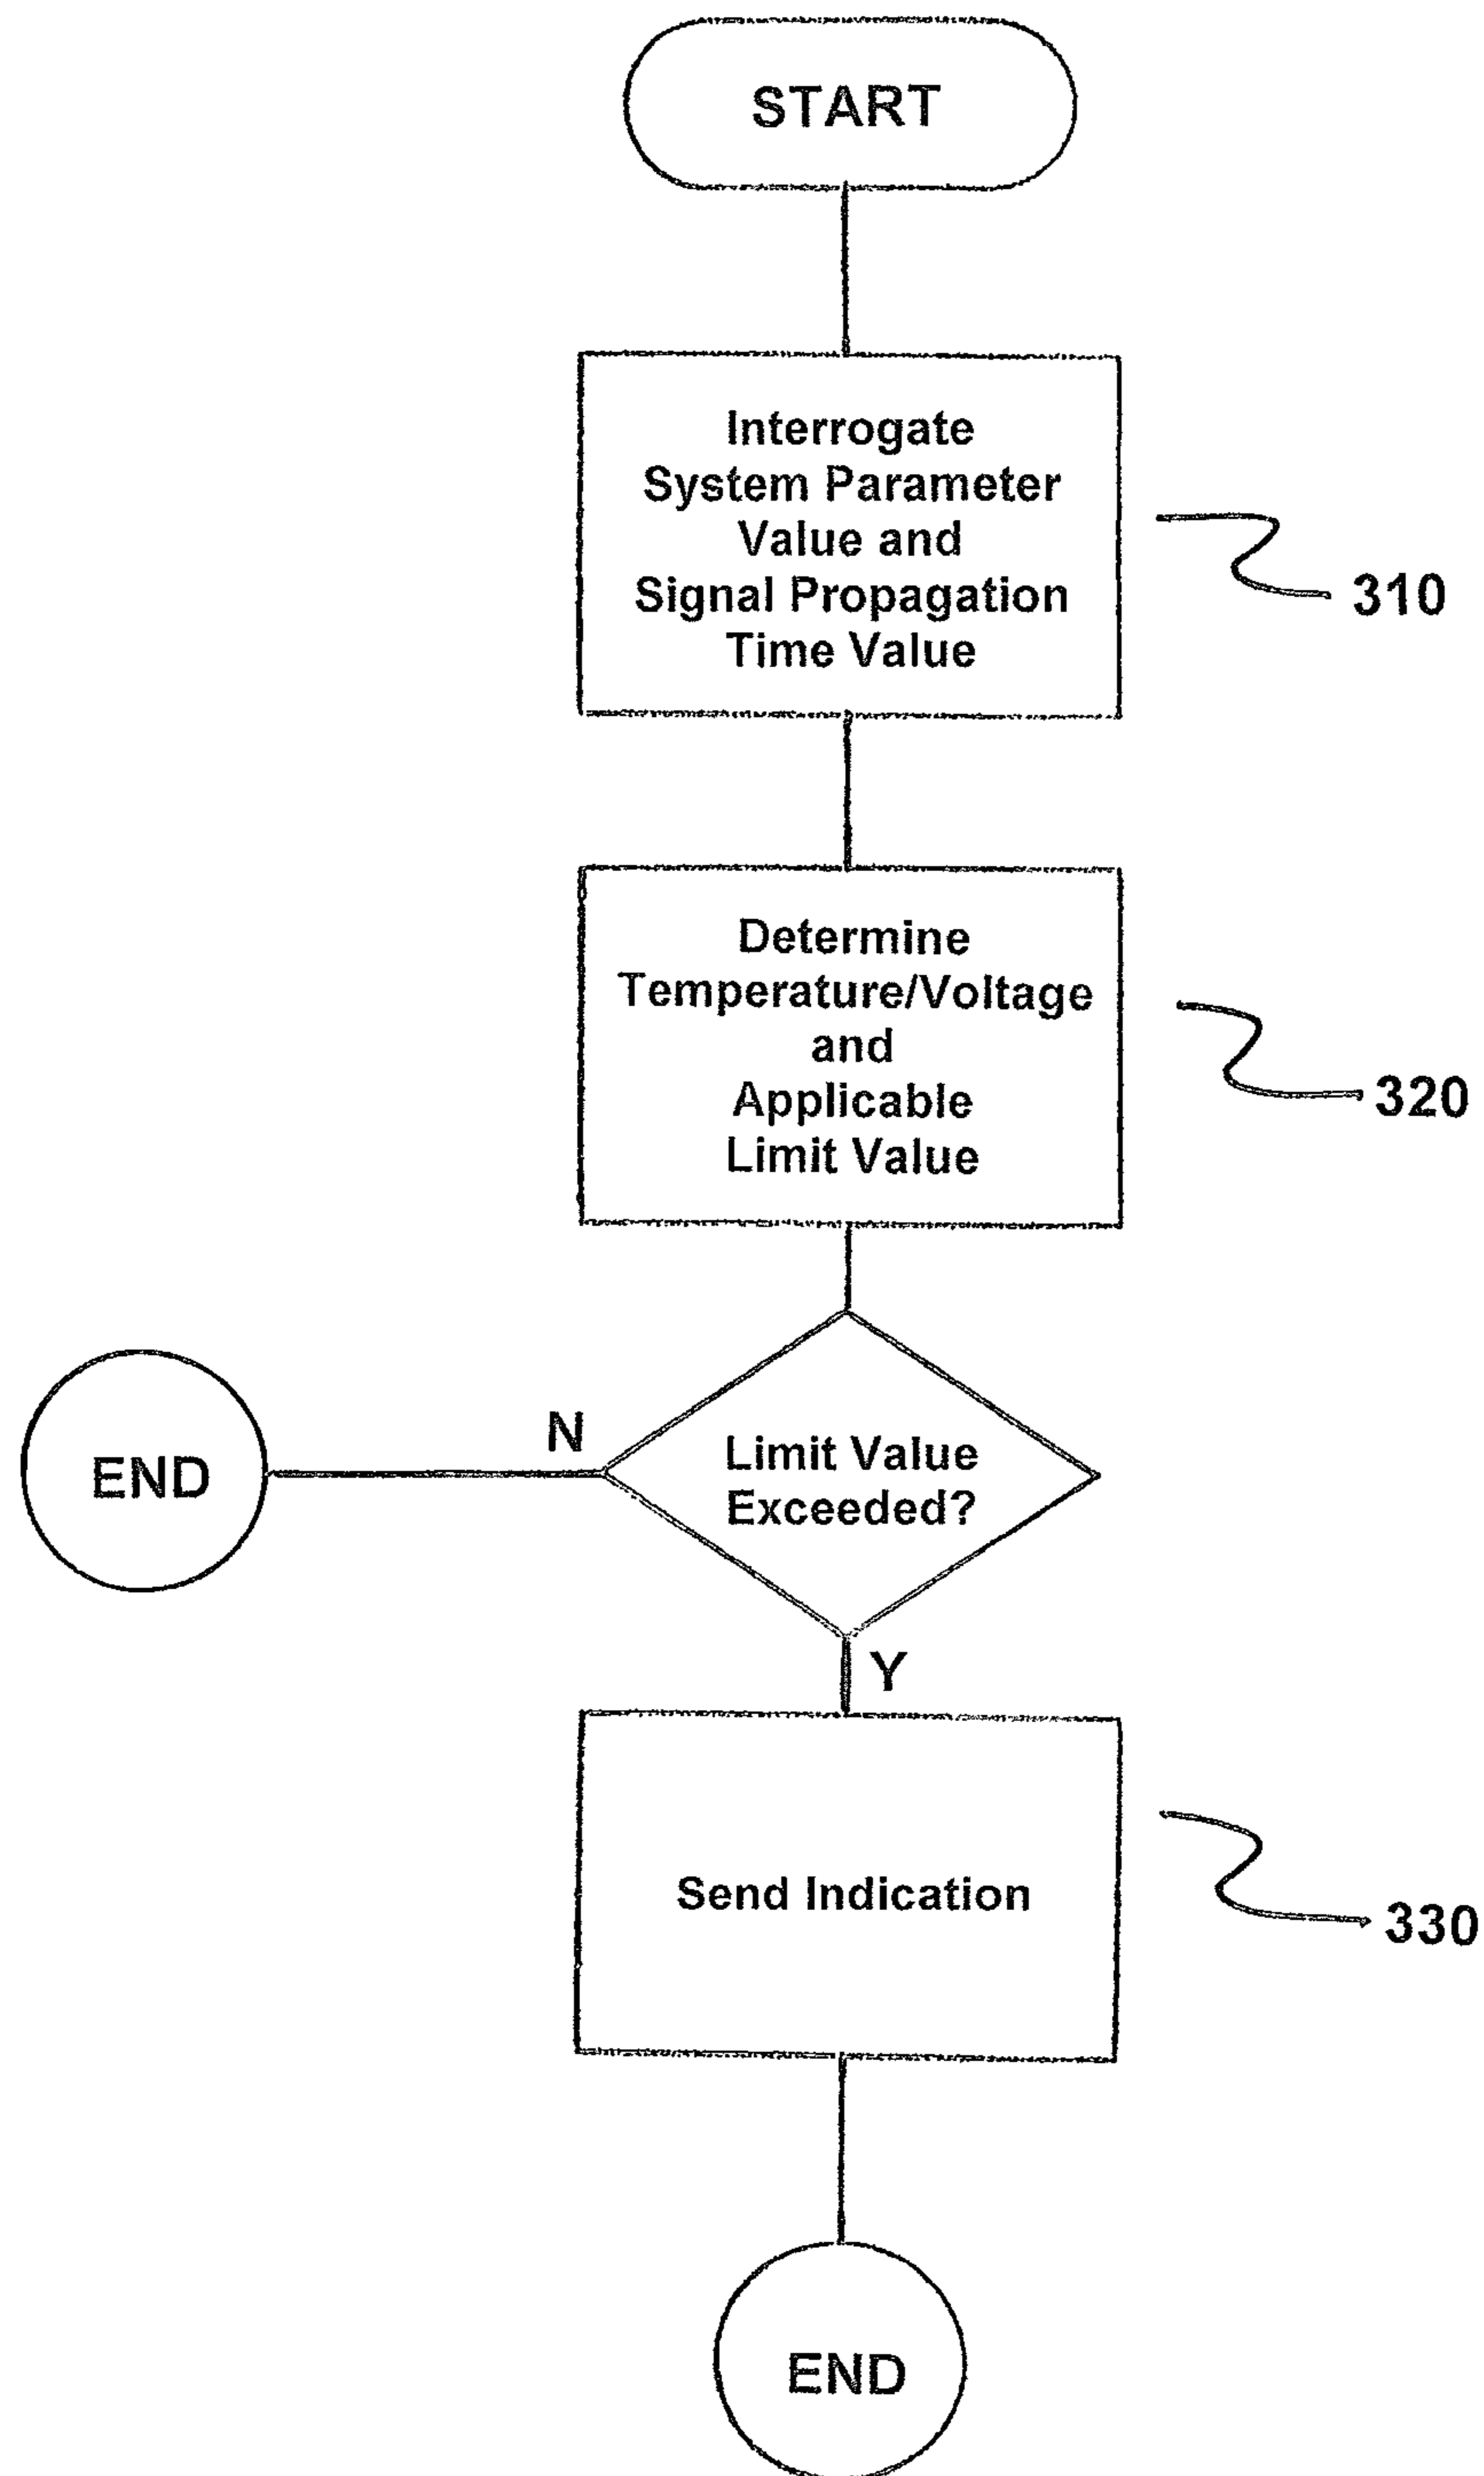 START
Interrogate
System Parameter
Value and
Signal Propagation
Time Value
310
Determine
Temperature/Voltage
and
Applicable
Limit Value
320
N
Limit Value
Exceeded?
END
Y
Send Indication
330
END